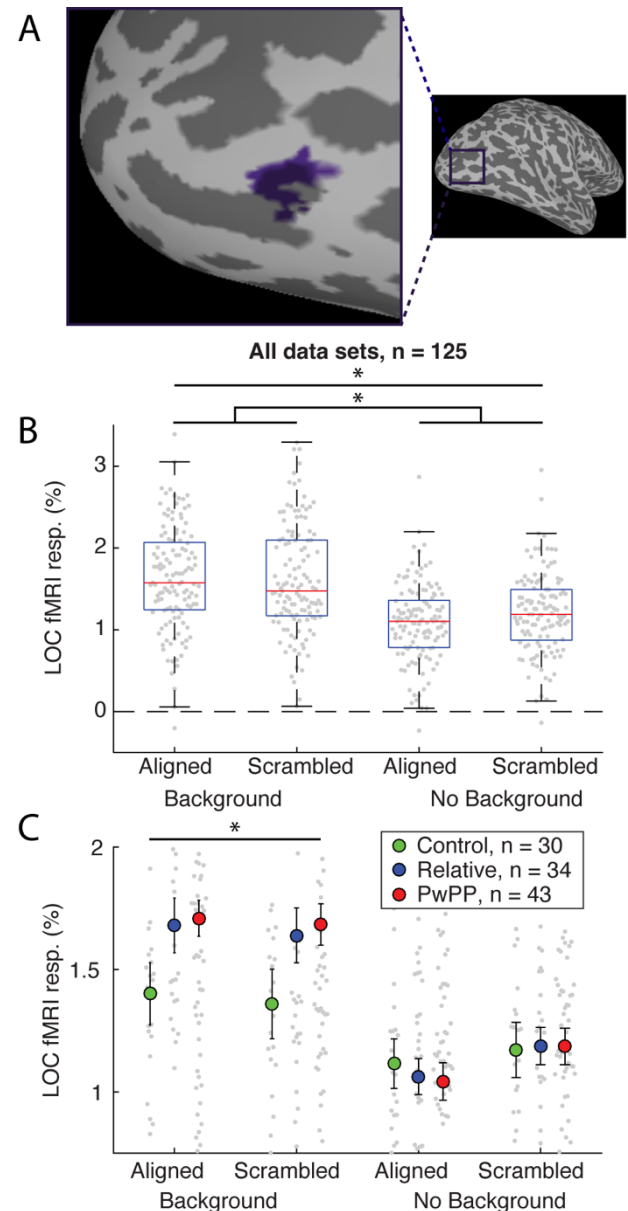 A
All data sets, n = 125
*
*
B
LOC fMRI resp. (%)
3
2
1
0
Aligned Scrambled Aligned Scrambled
Background No Background
C
*
Control, n = 30
Relative, n = 34
PwPP, n = 43
LOC fMRI resp. (%)
2
1.5
1
Aligned Scrambled Aligned Scrambled
Background No Background